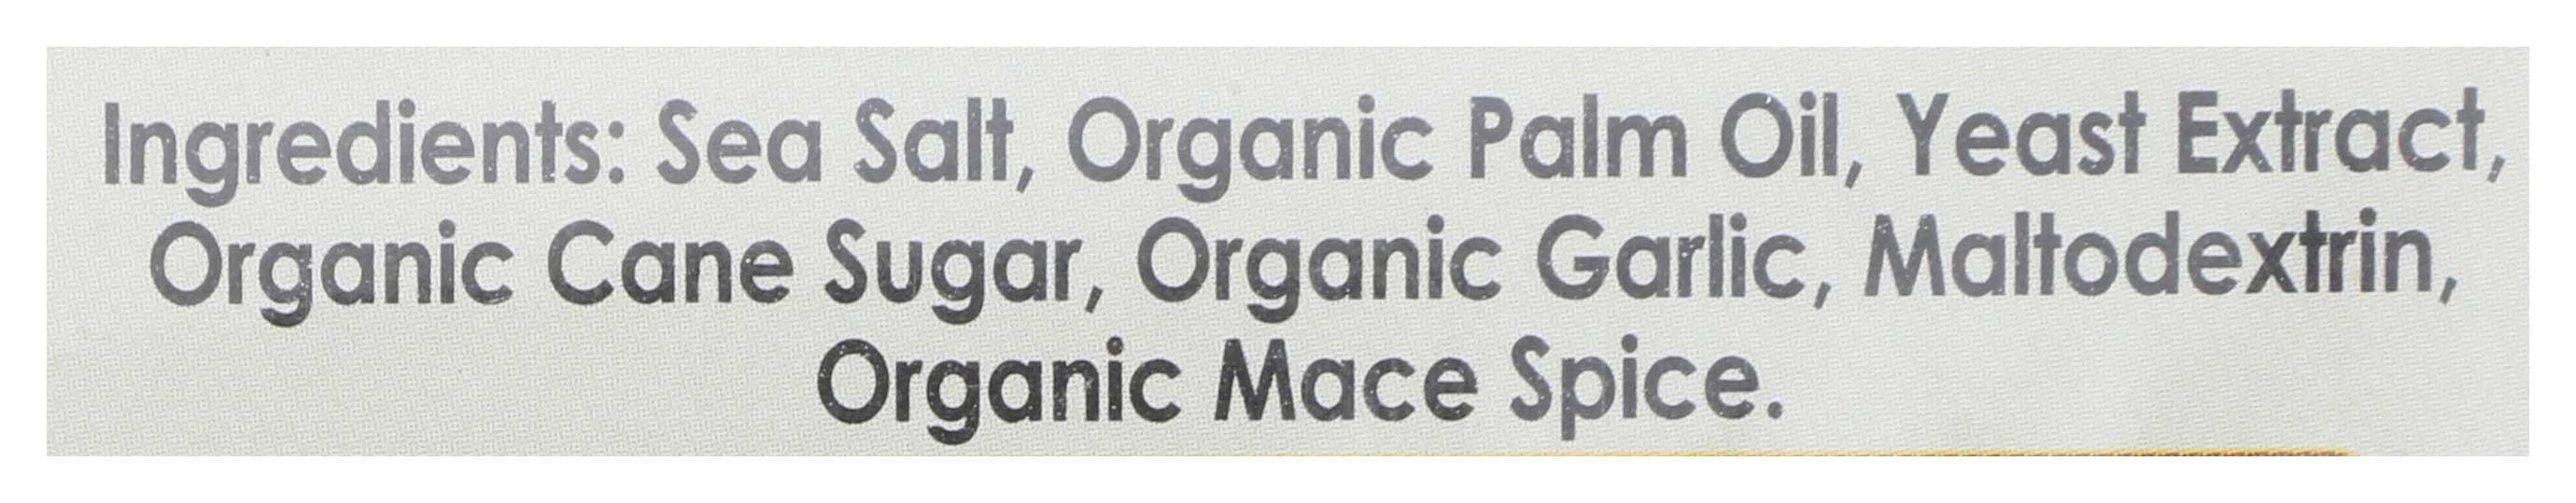 Ingredients: Sea Salt, Organic Palm Oil, Yeast Extract,
Organic Cane Sugar, Organic Garlic, Maltodextrin,
Organic Mace Spice.